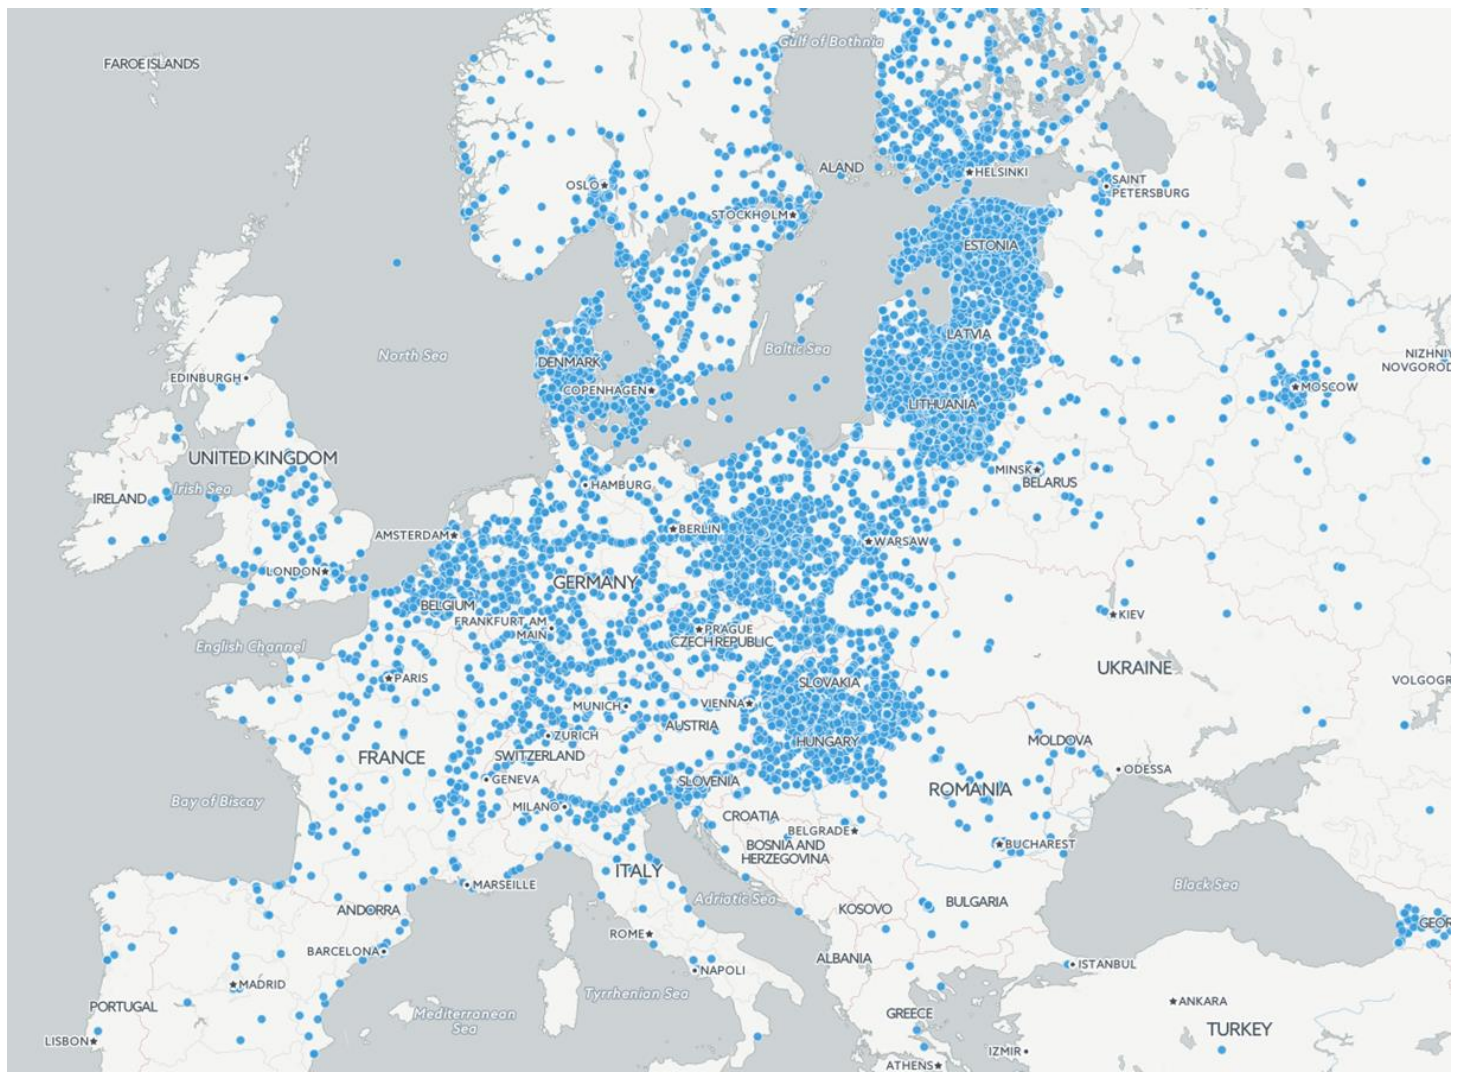 Gulf of Bothnia
FAROE ISLANDS
ALAND
HELSINKI
SAINT
PETERSBURG
OSLO
STOCKHOLM
ESTONIA
LATVIA
North Sea
Baltic Sea
DENMARK
NIZHNIY
NOVGOROD
EDINBURGH
COPENHAGEN
MOSCOW
LITHUANIA
UNITED KINGDOM
MINSK
BELARUS
Irish Sea
HAMBURG
IRELAND
AMSTERDAM
BERLIN
WARSAW
LONDON
GERMANY
BELGIUM
KIEV
FRANKFURT AM
MAIN
PRAGUE
CZECH REPUBLIC
English Channel
UKRAINE
PARIS
SLOVAKIA
VOLGOGR
MUNICH
VIENNA
AUSTRIA
ZURICH
HUNGARY
MOLDOVA
FRANCE
SWITZERLAND
ODESSA
GENEVA
SLOVENIA
ROMANIA
Bay of Biscay
MILANO
CROATIA
BELGRADE
BOSNIA AND
HERZEGOVINA
BUCHAREST
ITALY
MARSEILLE
Black Sea
Adriatic Sea
ANDORRA
KOSOVO
BULGARIA
GEOR
ROME
BARCELONA
ALBANIA
ISTANBUL
NAPOLI
MADRID
Tyrrhenian Sea
PORTUGAL
ANKARA
Mediterranean
Sea
GREECE
TURKEY
LISBON
IZMIR
ATHENS